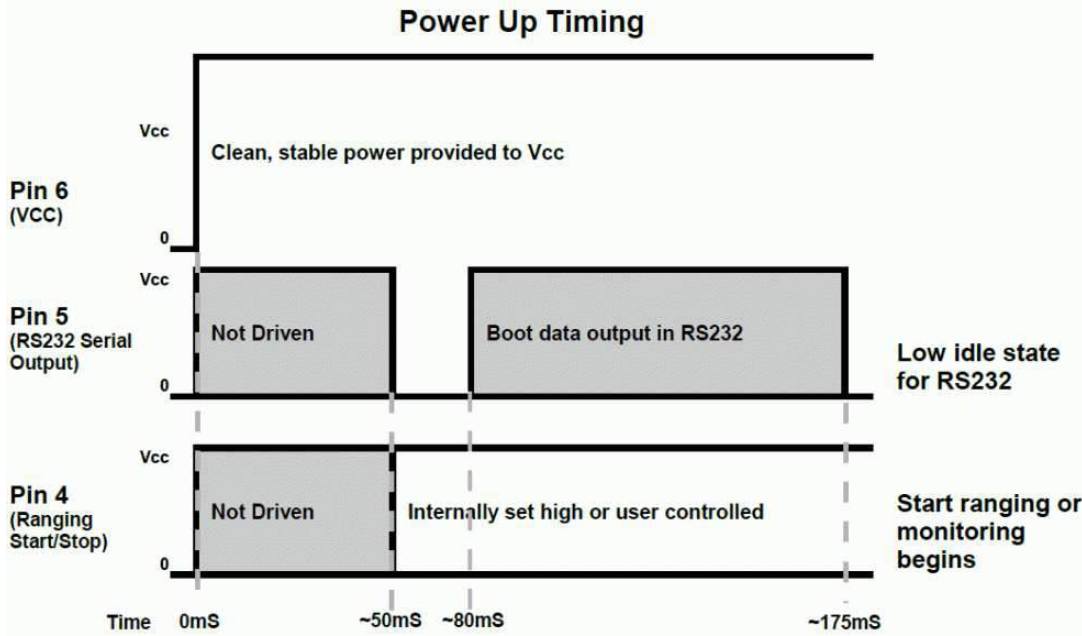 Power Up Timing
Vcc
Clean, stable power provided to Vcc
Pin 6
(VCC)
0
Vcc
Pin 5
(RS232 Serial
Output)
Not Driven
Boot data output in RS232
0
Low idle state
for RS232
Vcc
Pin 4
(Ranging
Start/Stop)
Not Driven
Internally set high or user controlled
0
Start ranging or
monitoring
begins
Time 0mS ~50mS ~80mS ~175mS